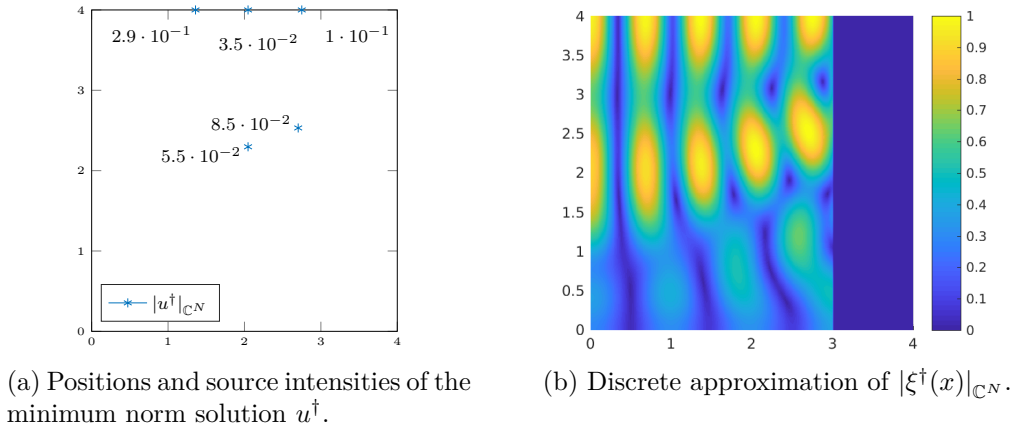 4
3
2
1
0
0 1 2 3 4
2.9 · 10⁻¹
3.5 · 10⁻²
1 · 10⁻¹
8.5 · 10⁻²
5.5 · 10⁻²
|u†|ℂᴺ
(a) Positions and source intensities of the
minimum norm solution u†.
4
3.5
3
2.5
2
1.5
1
0.5
0
0 1 2 3 4
1
0.9
0.8
0.7
0.6
0.5
0.4
0.3
0.2
0.1
0
(b) Discrete approximation of |ξ†(x)|ℂᴺ.